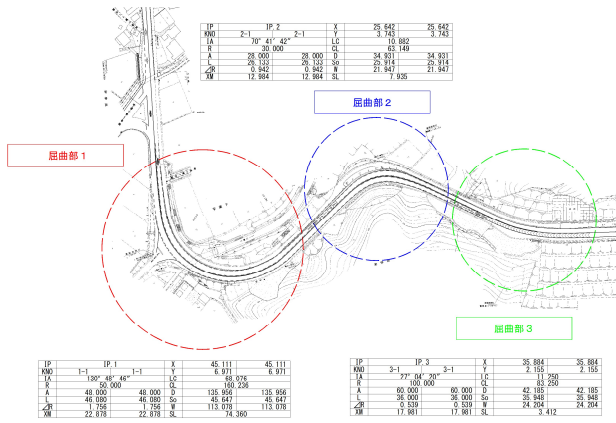 IP IP.2 X 25.642 25.642
KNO 2-1 2-1 Y 3.743 3.743
IA 70° 41′ 42″ LC 10.882
R 30.000 CL 63.149
A 28.000 28.000 D 34.931 34.931
L 26.133 26.133 So 25.914 25.914
⊿R 0.942 0.942 W 21.947 21.947
XM 12.984 12.984 SL 7.935
屈曲部2
屈曲部1
屈曲部3
IP IP.1 X 45.111 45.111
KNO 1-1 1-1 Y 6.971 6.971
IA 130° 48′ 46″ LC 68.076
R 50.000 CL 160.236
A 48.000 48.000 D 135.956 135.956
L 46.080 46.080 So 45.647 45.647
⊿R 1.756 1.756 W 113.078 113.078
XM 22.878 22.878 SL 74.360
IP IP.3 X 35.884 35.884
KNO 3-1 3-1 Y 2.155 2.155
IA 27° 04′ 20″ LC 11.250
R 100.000 CL 83.250
A 60.000 60.000 D 42.185 42.185
L 36.000 36.000 So 35.948 35.948
⊿R 0.539 0.539 W 24.204 24.204
XM 17.981 17.981 SL 3.412